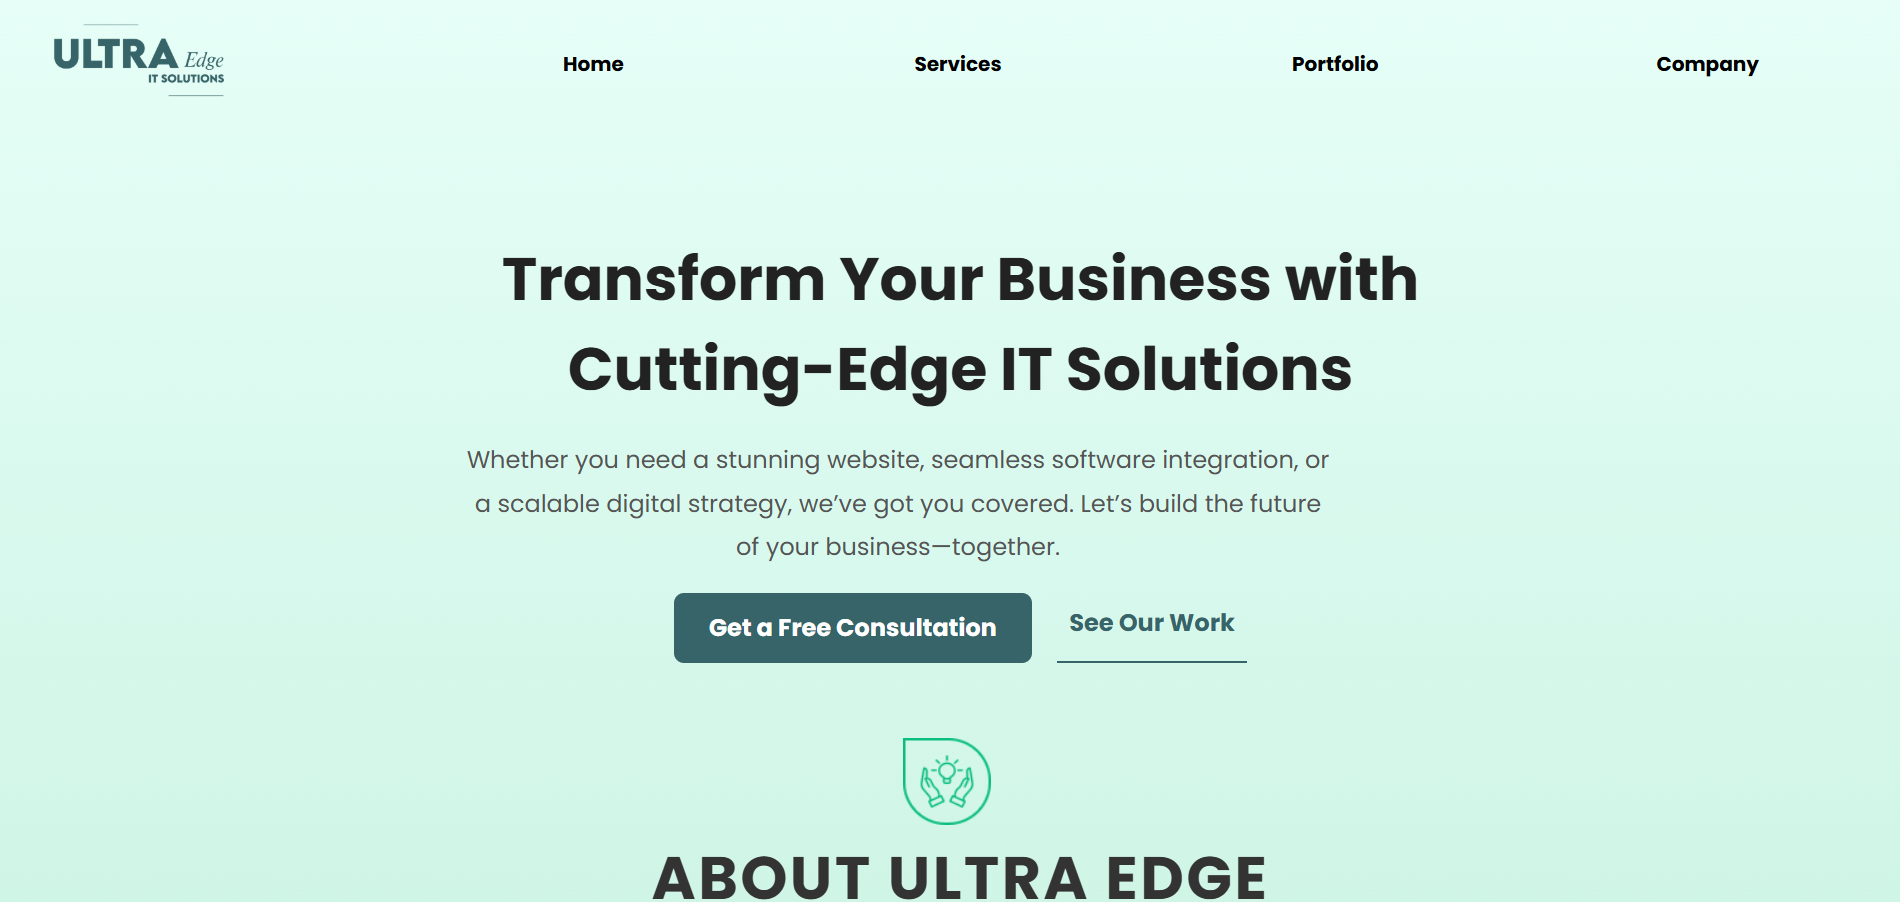 ULTRA Edge
IT SOLUTIONS
Home
Services
Portfolio
Company
Transform Your Business with
Cutting-Edge IT Solutions
Whether you need a stunning website, seamless software integration, or
a scalable digital strategy, we’ve got you covered. Let’s build the future
of your business—together.
Get a Free Consultation
See Our Work
ABOUT ULTRA EDGE